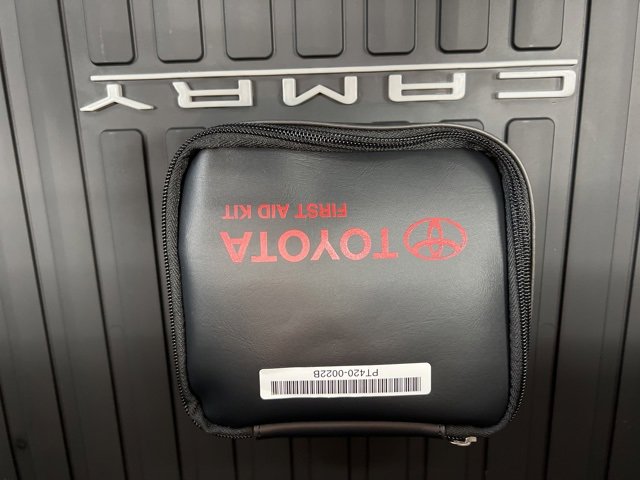 CAMRY
TOYOTA
FIRST AID KIT
PT420-0022B